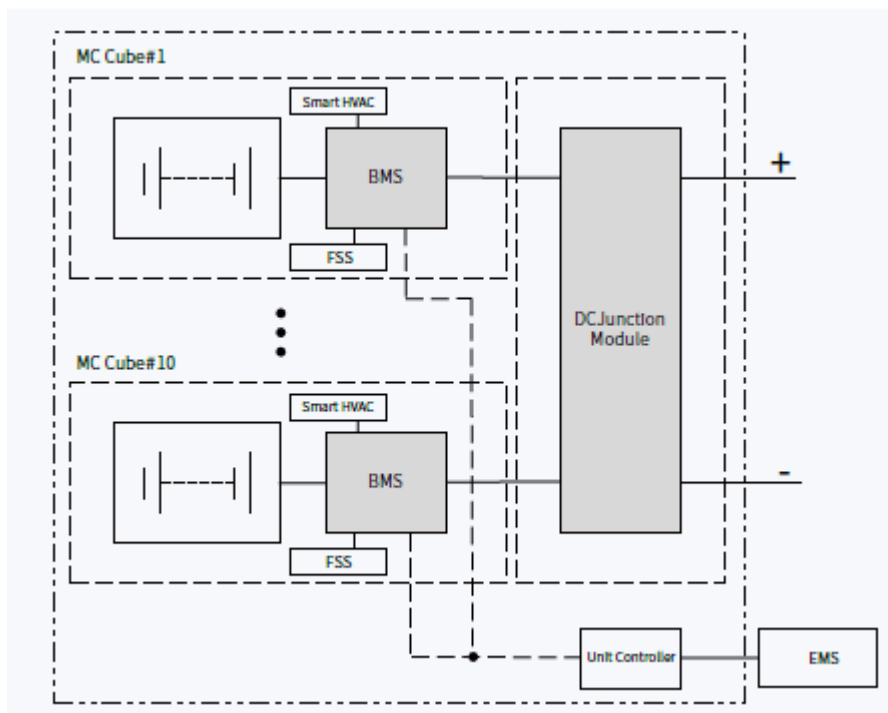 MC Cube#1
Smart HVAC
BMS
FSS
+
DCJunction
Module
MC Cube#10
Smart HVAC
BMS
FSS
-
Unit Controller
EMS